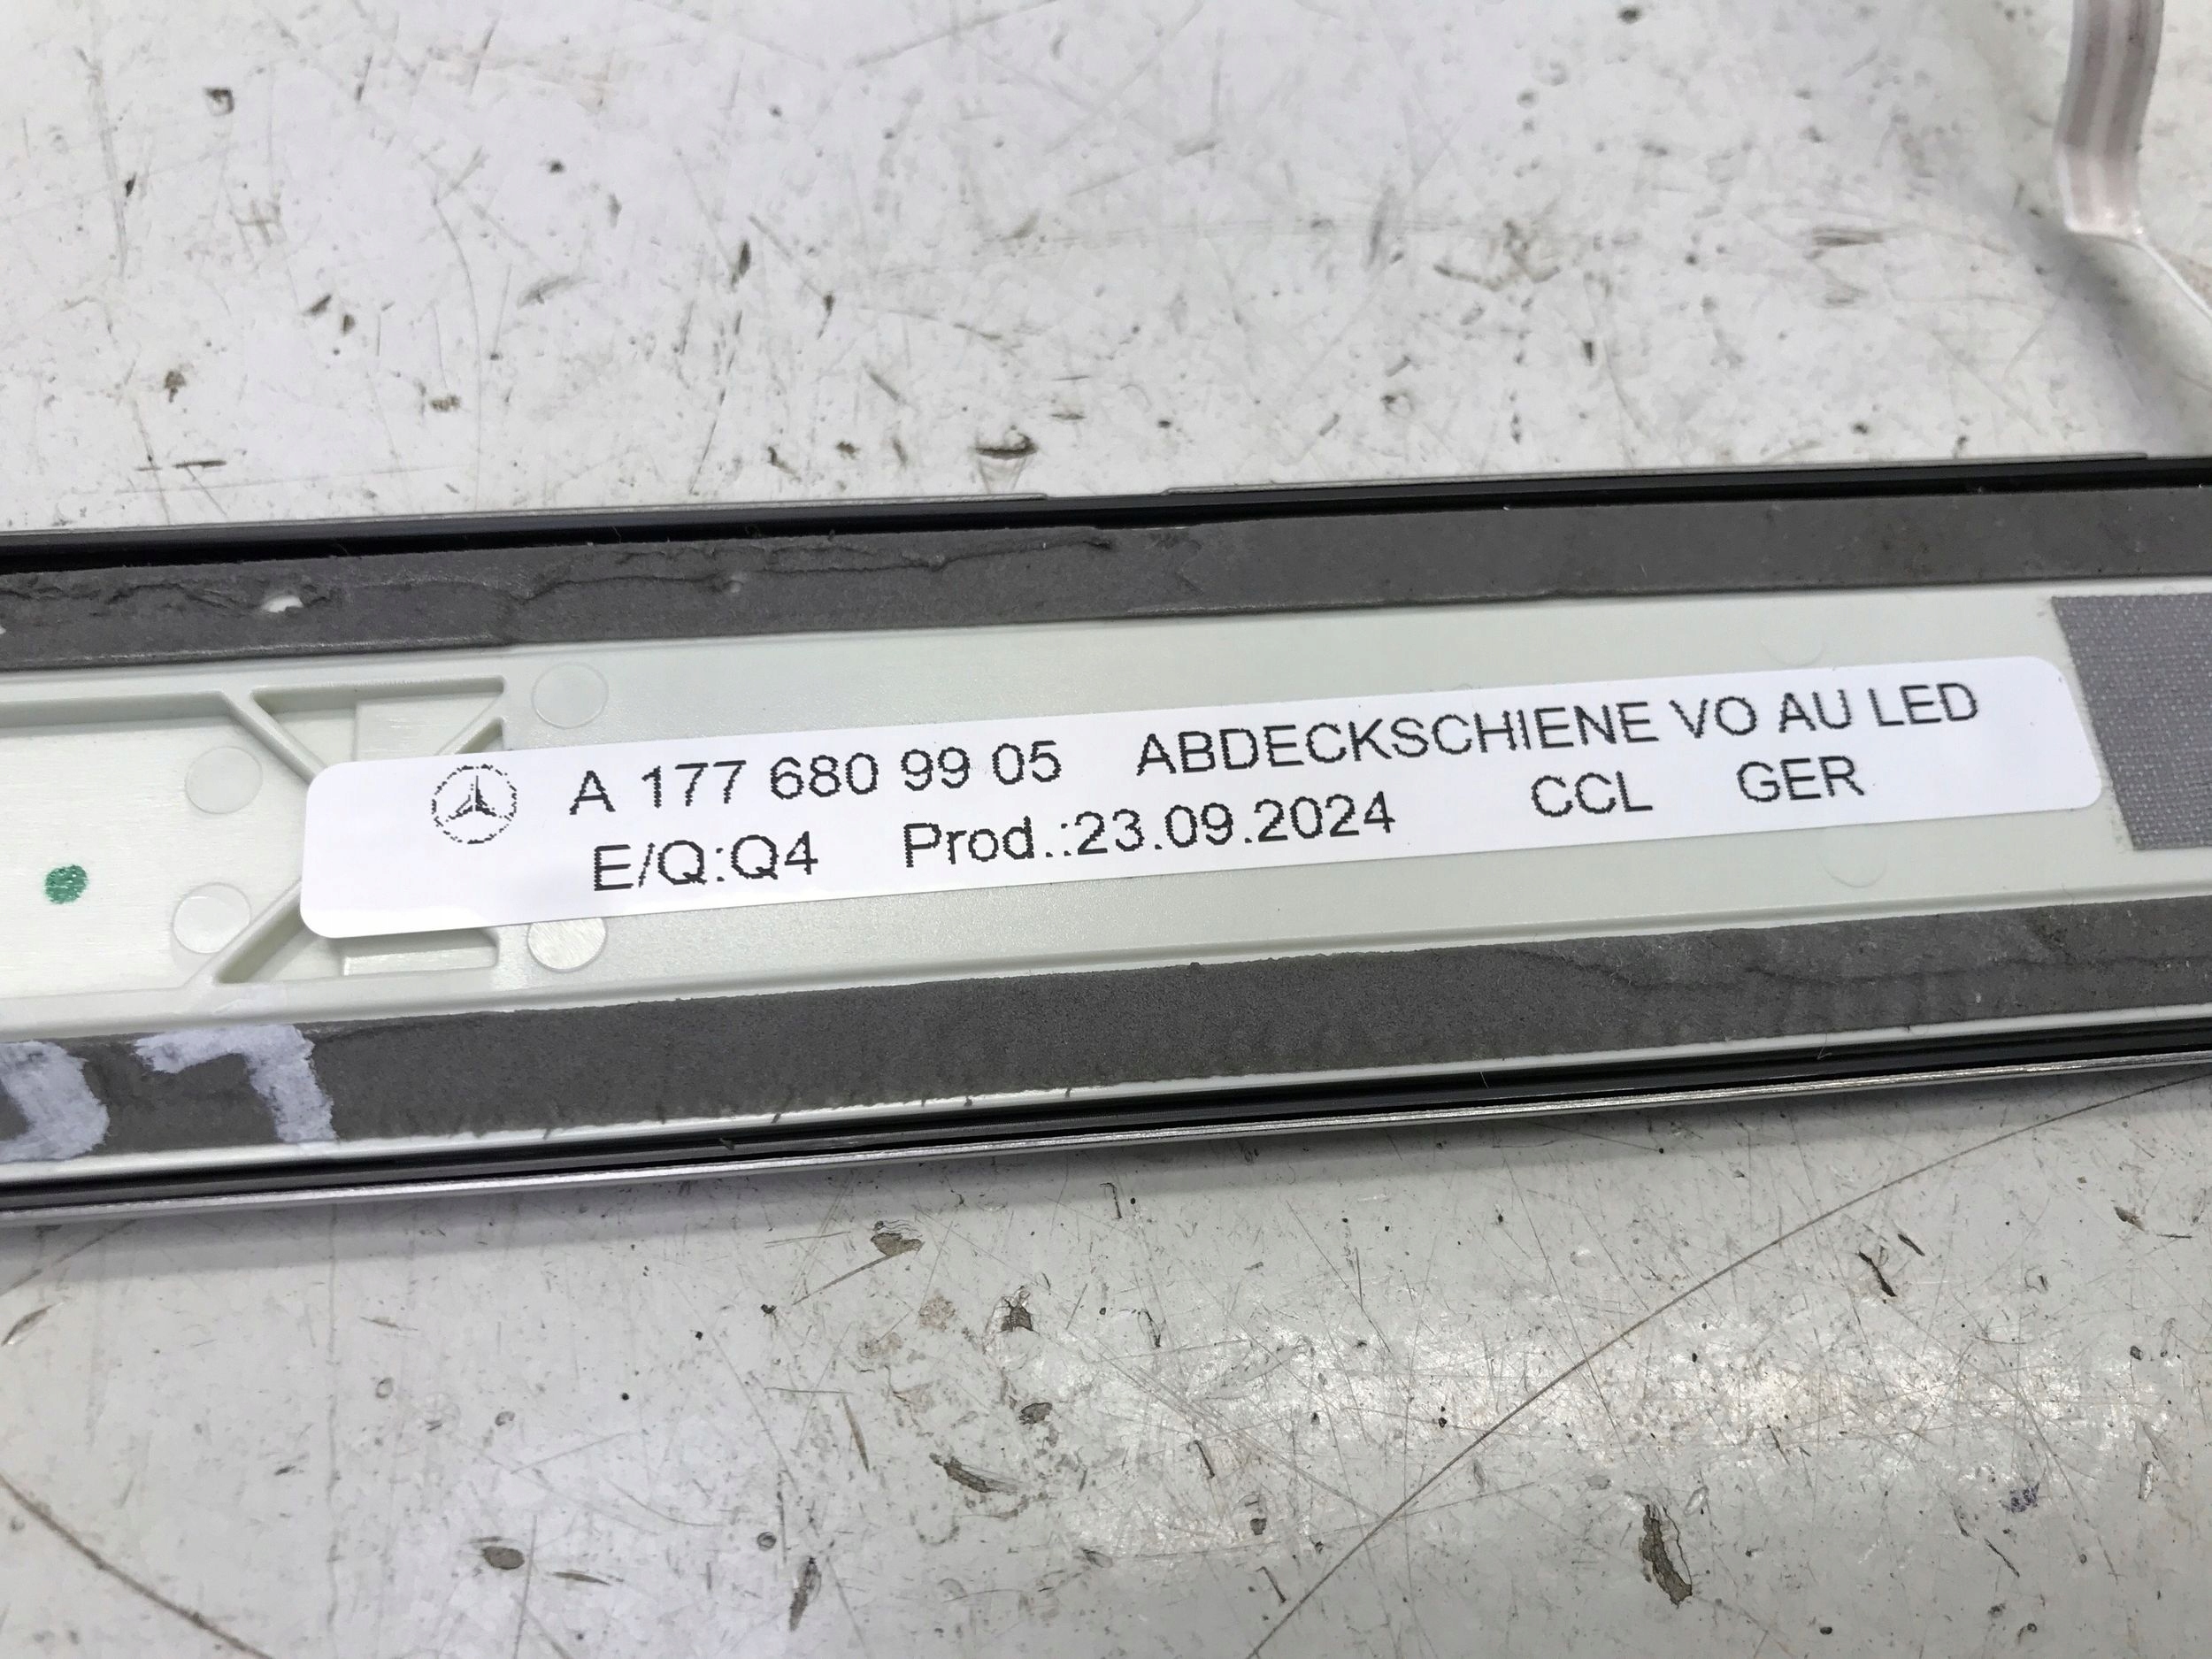 A 177 680 99 05 ABDECKSCHIENE VO AU LED
E/Q:Q4 Prod.:23.09.2024 CCL GER